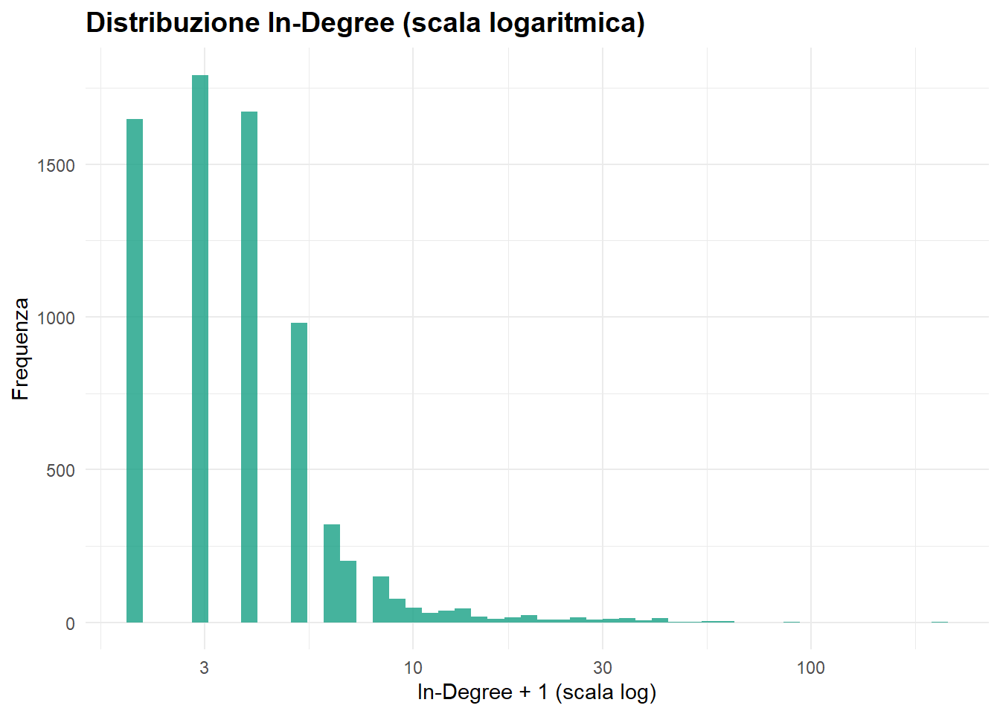 Distribuzione In-Degree (scala logaritmica)
Frequenza
1500
1000
500
0
3 10 30 100
In-Degree + 1 (scala log)